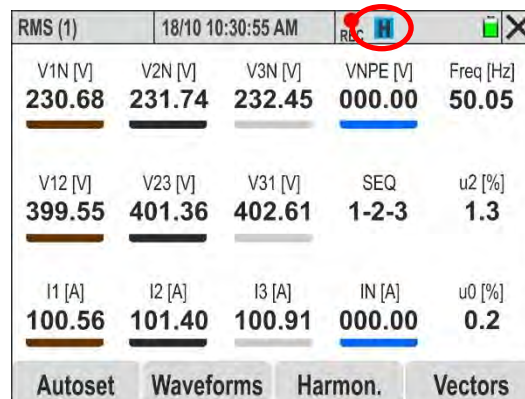 RMS (1) 18/10 10:30:55 AM REC H X
V1N [V] V2N [V] V3N [V] VNPE [V] Freq [Hz]
230.68 231.74 232.45 000.00 50.05
V12 [V] V23 [V] V31 [V] SEQ u2 [%]
399.55 401.36 402.61 1-2-3 1.3
I1 [A] I2 [A] I3 [A] IN [A] u0 [%]
100.56 101.40 100.91 000.00 0.2
Autoset Waveforms Harmon. Vectors